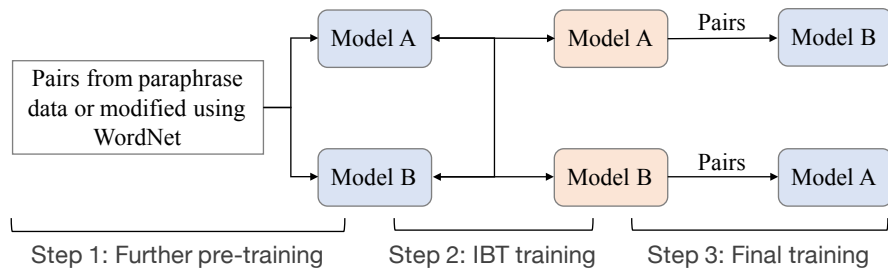 Model A
Model A
Pairs
Model B
Pairs from paraphrase
data or modified using
WordNet
Model B
Model B
Pairs
Model A
Step 1: Further pre-training
Step 2: IBT training
Step 3: Final training